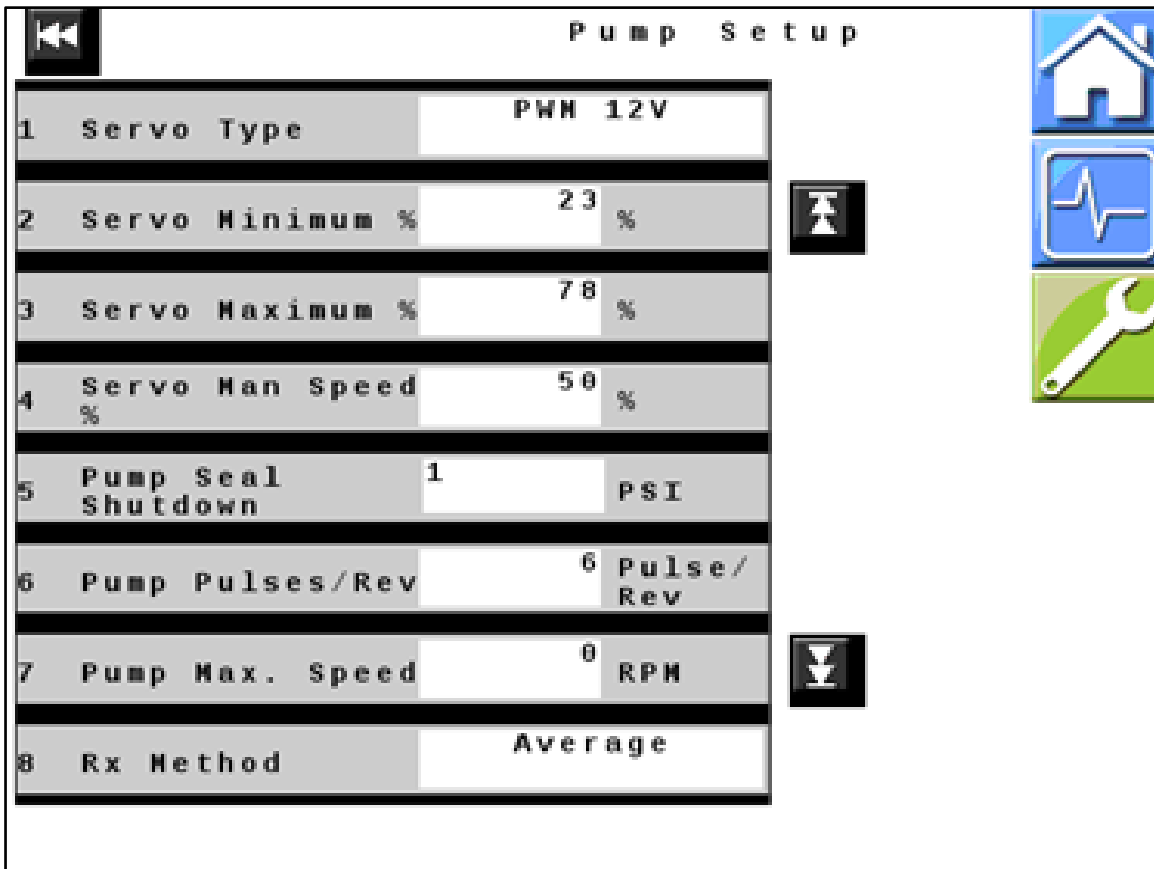 Pump Setup
1 Servo Type PWM 12V
2 Servo Minimum % 23 %
3 Servo Maximum % 78 %
4 Servo Man Speed % 50 %
5 Pump Seal Shutdown 1 PSI
6 Pump Pulses/Rev 6 Pulse/Rev
7 Pump Max. Speed 0 RPM
8 Rx Method Average